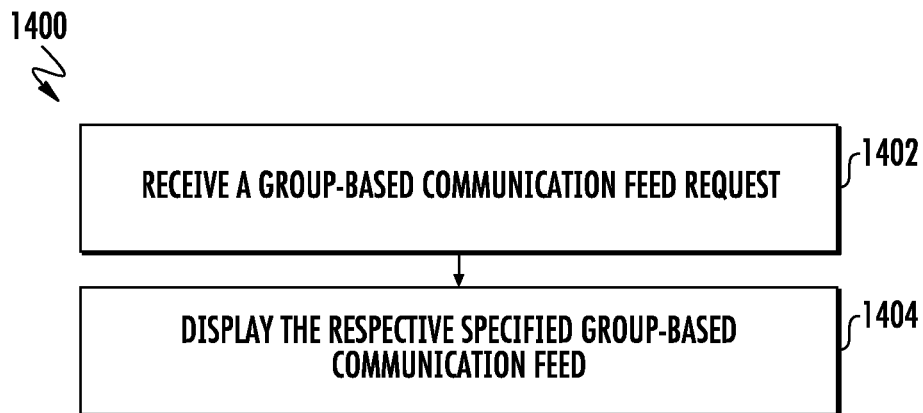 1400
RECEIVE A GROUP-BASED COMMUNICATION FEED REQUEST
1402
DISPLAY THE RESPECTIVE SPECIFIED GROUP-BASED
COMMUNICATION FEED
1404